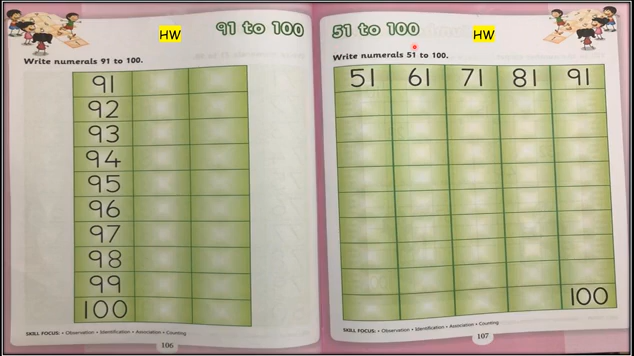 HW
91 to 100
Write numerals 91 to 100.
91
92
93
94
95
96
97
98
99
100
SKILL FOCUS: • Observation • Identification • Association • Counting
106
51 to 100
HW
Write numerals 51 to 100.
51 61 71 81 91
100
SKILL FOCUS: • Observation • Identification • Association • Counting
107